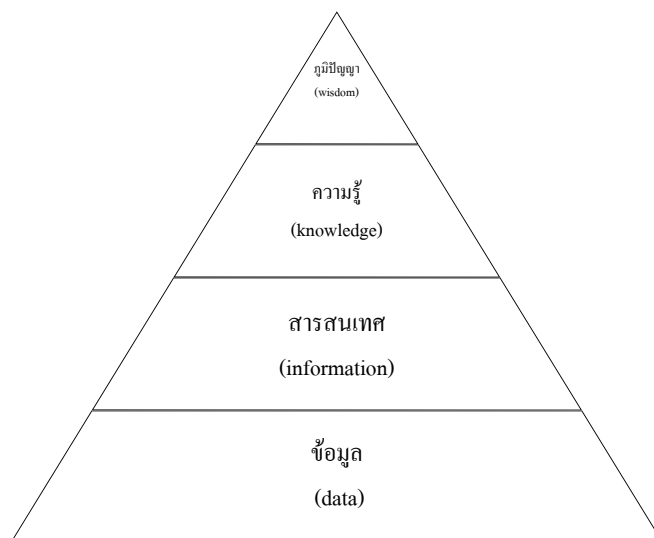 ภูมิปัญญา
(wisdom)
ความรู้
(knowledge)
สารสนเทศ
(information)
ข้อมูล
(data)